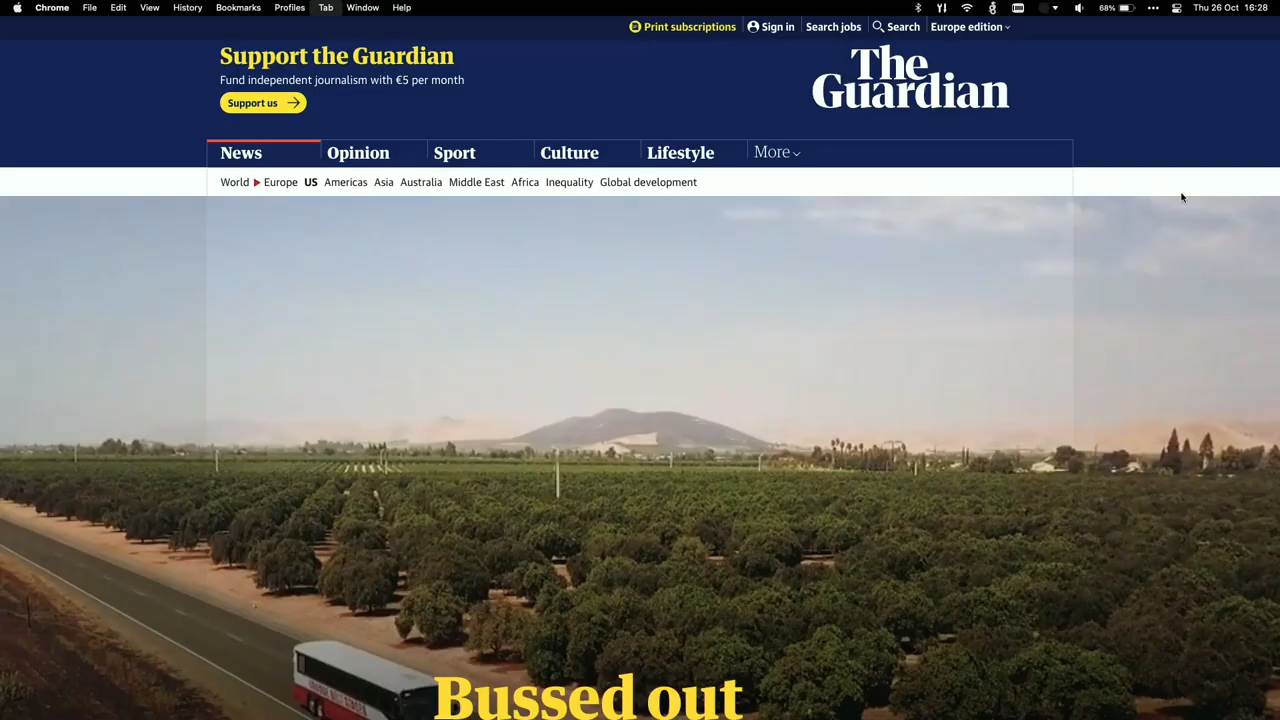 Chrome File Edit View History Bookmarks Profiles Tab Window Help 68% Thu 26 Oct 16:28
Print subscriptions Sign in Search jobs Search Europe edition
Support the Guardian
Fund independent journalism with €5 per month
Support us
The
Guardian
News Opinion Sport Culture Lifestyle More
World Europe US Americas Asia Australia Middle East Africa Inequality Global development
Bussed out